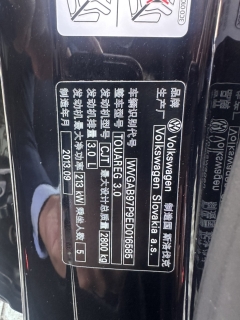 品牌 Volkswagen 制造国 斯洛伐克
生产厂 Volkswagen Slovakia a.s.
车辆识别代号 WVGAB97P9ED016585
整车型号 TOUAREG 3.0
发动机型号 CJT 最大设计总质量 2800 kg
发动机排量 3.0 L
发动机最大净功率 213 kW 乘坐人数 5
制造年月 2013.09